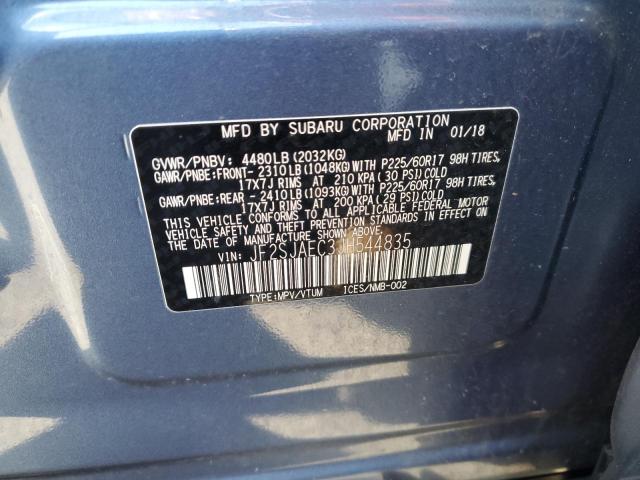 MFD BY SUBARU CORPORATION
MFD IN 01/18
GVWR/PNBV: 4480LB(2032KG)
GAWR/PNBE:FRONT- 2310LB(1048KG)WITH P225/60R17 98H TIRES,
17X7J RIMS AT 210 KPA (30 PSI) COLD
GAWR/PNBE:REAR - 2410LB(1093KG)WITH P225/60R17 98H TIRES,
17X7J RIMS AT 200 KPA (29 PSI) COLD
THIS VEHICLE CONFORMS TO ALL APPLICABLE FEDERAL MOTOR
VEHICLE SAFETY, BUMPER, AND THEFT PREVENTION STANDARDS IN
EFFECT ON THE DATE OF MANUFACTURE SHOWN ABOVE.
VIN:
TYPE:MPV/VTUM ICES/NMB-002